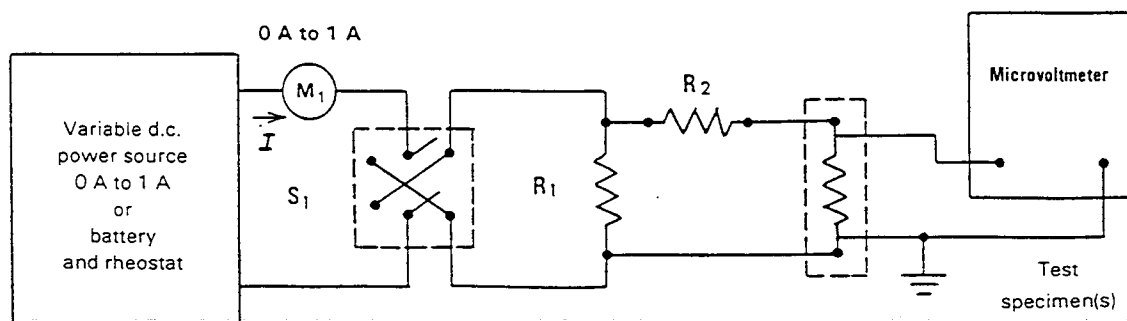 0 A to 1 A
M1
I
Variable d.c.
power source
0 A to 1 A
or
battery
and rheostat
S1
R1
R2
Microvoltmeter
Test
specimen(s)